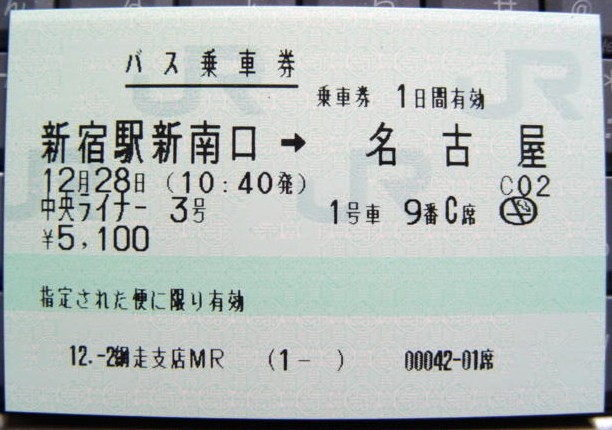 バス乗車券
乗車券 1日間有効
新宿駅新南口 → 名古屋
12月28日 (10:40発) C02
中央ライナー 3号 1号車 9番C席
¥5,100
指定された便に限り有効
12.-2網走支店MR (1- ) 00042-01席
JR JR